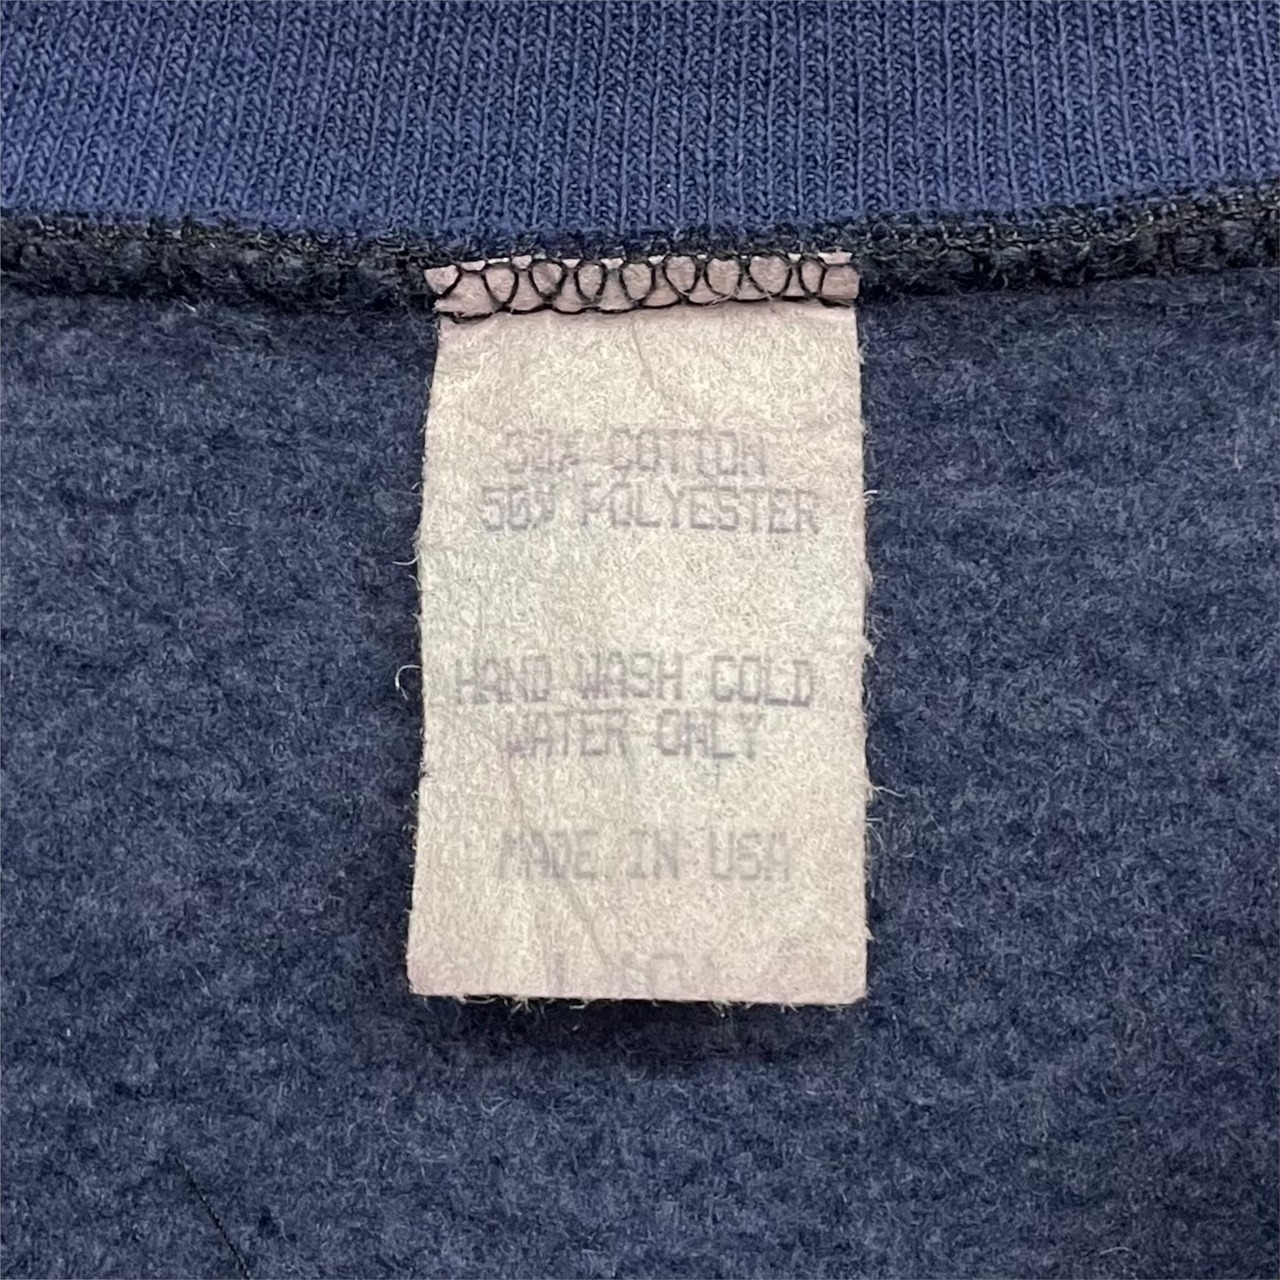 50% COTTON
50% POLYESTER
HAND WASH COLD
WATER ONLY
MADE IN USA